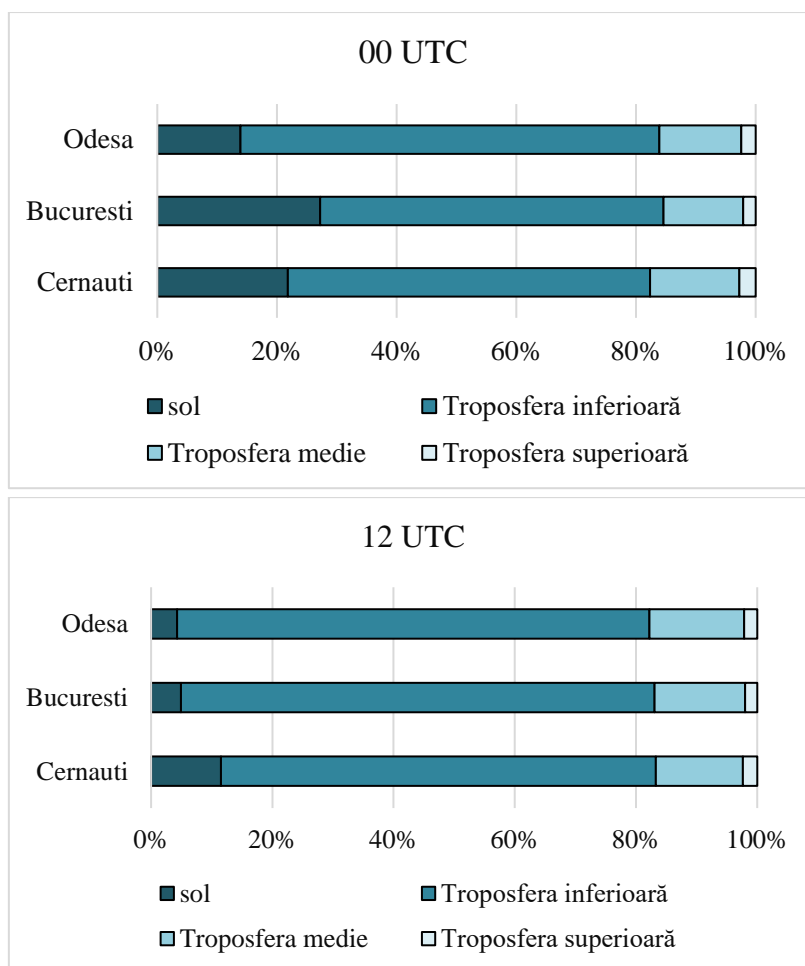 00 UTC
Odesa
Bucuresti
Cernauti
0% 20% 40% 60% 80% 100%
sol Troposfera inferioară
Troposfera medie Troposfera superioară
12 UTC
Odesa
Bucuresti
Cernauti
0% 20% 40% 60% 80% 100%
sol Troposfera inferioară
Troposfera medie Troposfera superioară